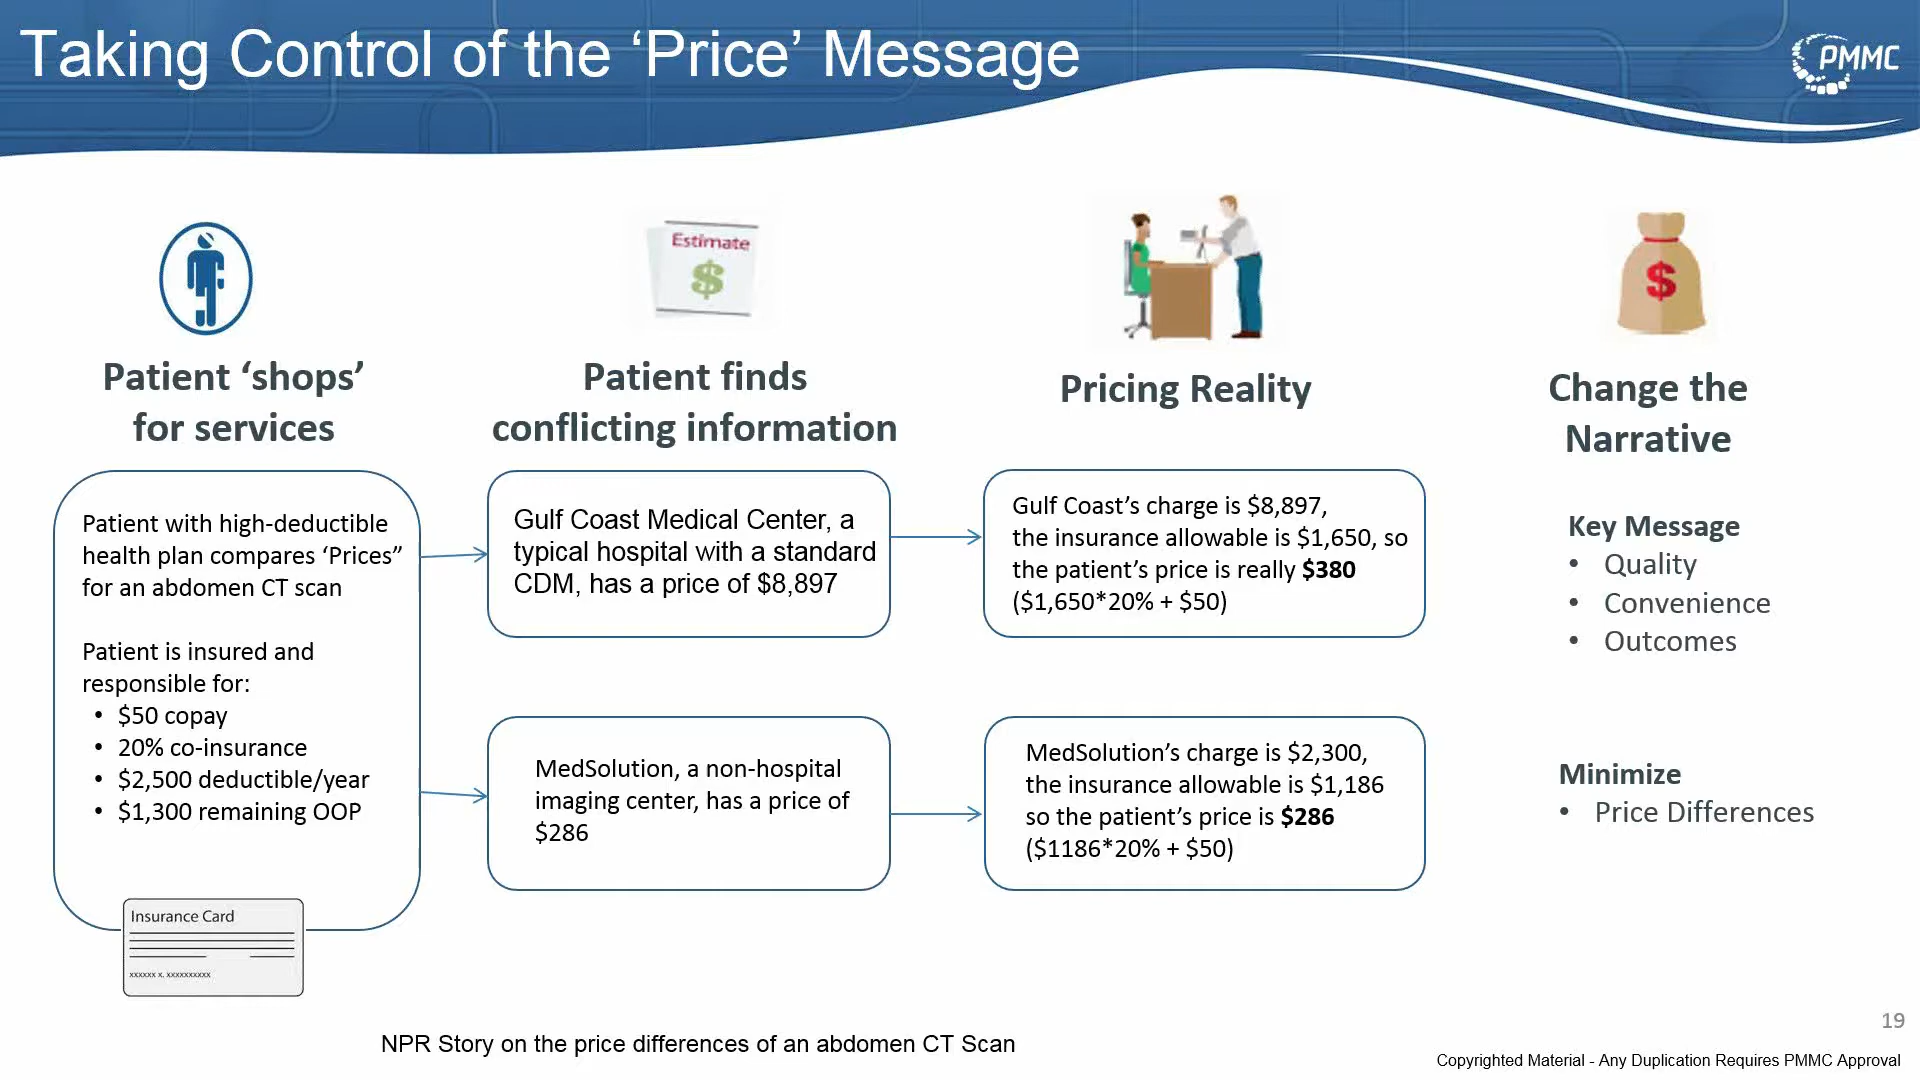 Taking Control of the ‘Price’ Message
PMMC
Estimate
$
$
Patient ‘shops’
for services
Patient finds
conflicting information
Pricing Reality
Change the
Narrative
Patient with high-deductible
health plan compares ‘Prices”
for an abdomen CT scan
Patient is insured and
responsible for:
• $50 copay
• 20% co-insurance
• $2,500 deductible/year
• $1,300 remaining OOP
Insurance Card
xxxxxx x. xxxxxxxxxx
Gulf Coast Medical Center, a
typical hospital with a standard
CDM, has a price of $8,897
MedSolution, a non-hospital
imaging center, has a price of
$286
Gulf Coast’s charge is $8,897,
the insurance allowable is $1,650, so
the patient’s price is really $380
($1,650*20% + $50)
MedSolution’s charge is $2,300,
the insurance allowable is $1,186
so the patient’s price is $286
($1186*20% + $50)
Key Message
• Quality
• Convenience
• Outcomes
Minimize
• Price Differences
NPR Story on the price differences of an abdomen CT Scan
19
Copyrighted Material - Any Duplication Requires PMMC Approval